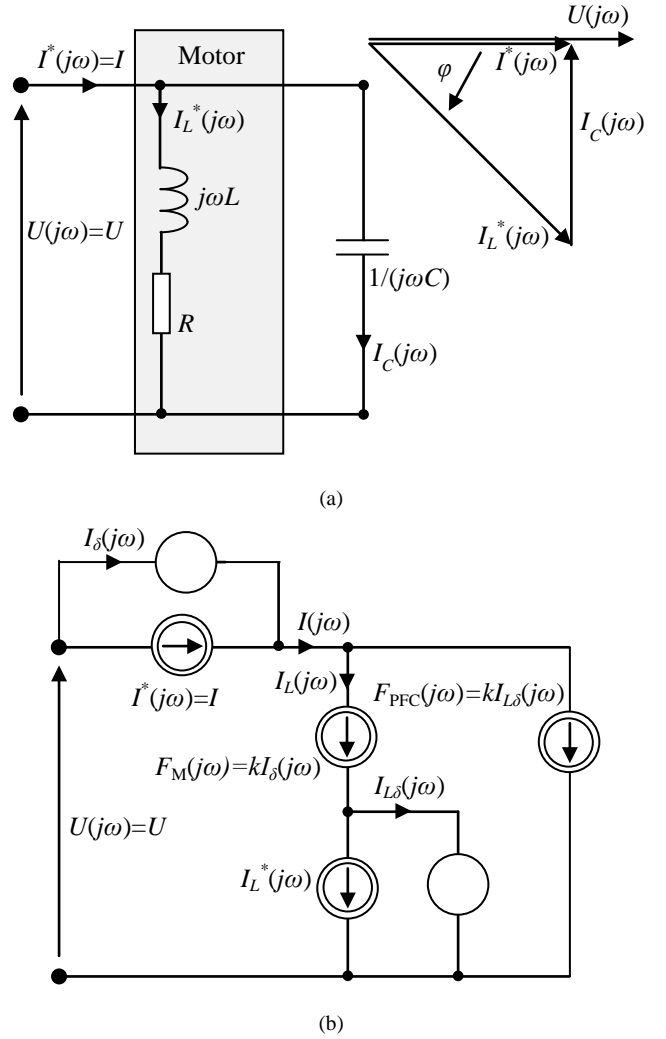 I*(jω)=I
Motor
U(jω)
I*(jω)
φ
I_L*(jω)
I_C(jω)
jωL
U(jω)=U
I_L*(jω)
1/(jωC)
R
I_C(jω)
(a)
I_δ(jω)
I(jω)
I*(jω)=I
I_L(jω)
F_PFC(jω)=kI_Lδ(jω)
F_M(jω)=kI_δ(jω)
I_Lδ(jω)
U(jω)=U
I_L*(jω)
(b)